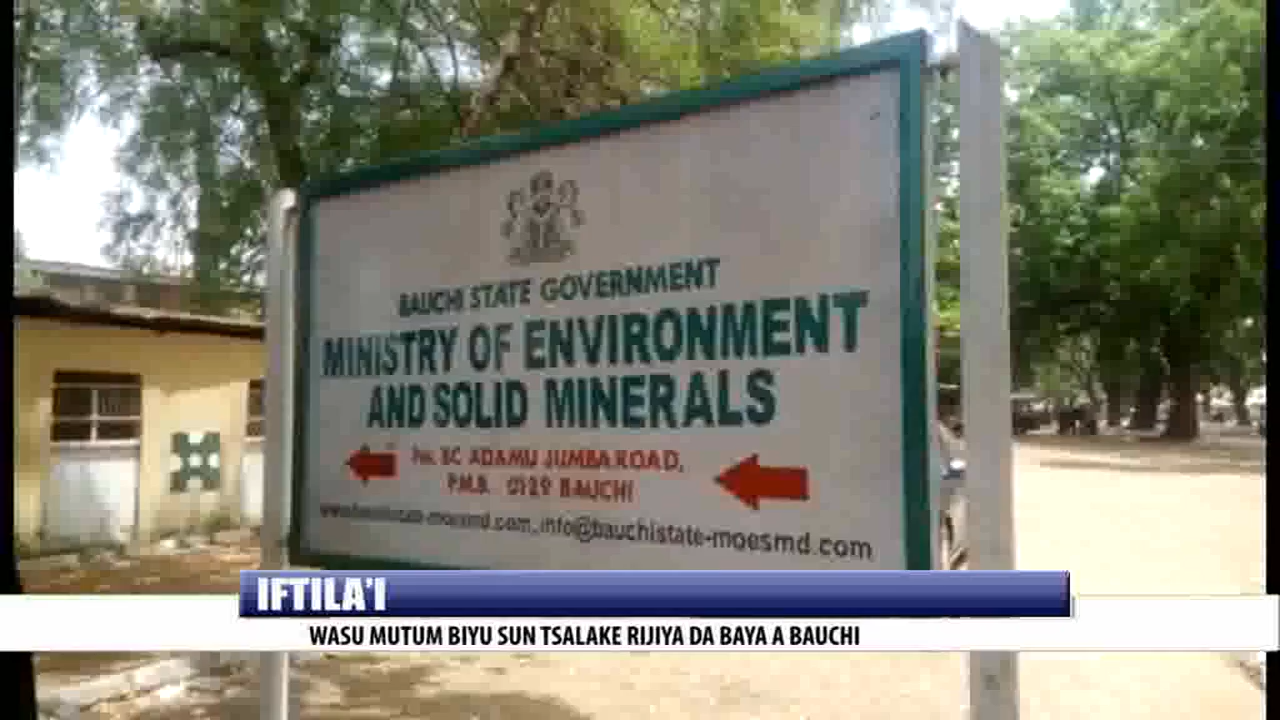 BAUCHI STATE GOVERNMENT
MINISTRY OF ENVIRONMENT
AND SOLID MINERALS
ADAMU JUMBA ROAD,
P.M.B. 0129 BAUCHI
info@bauchistate-moesmd.com
IFTILA'I
WASU MUTUM BIYU SUN TSALAKE RIJIYA DA BAYA A BAUCHI